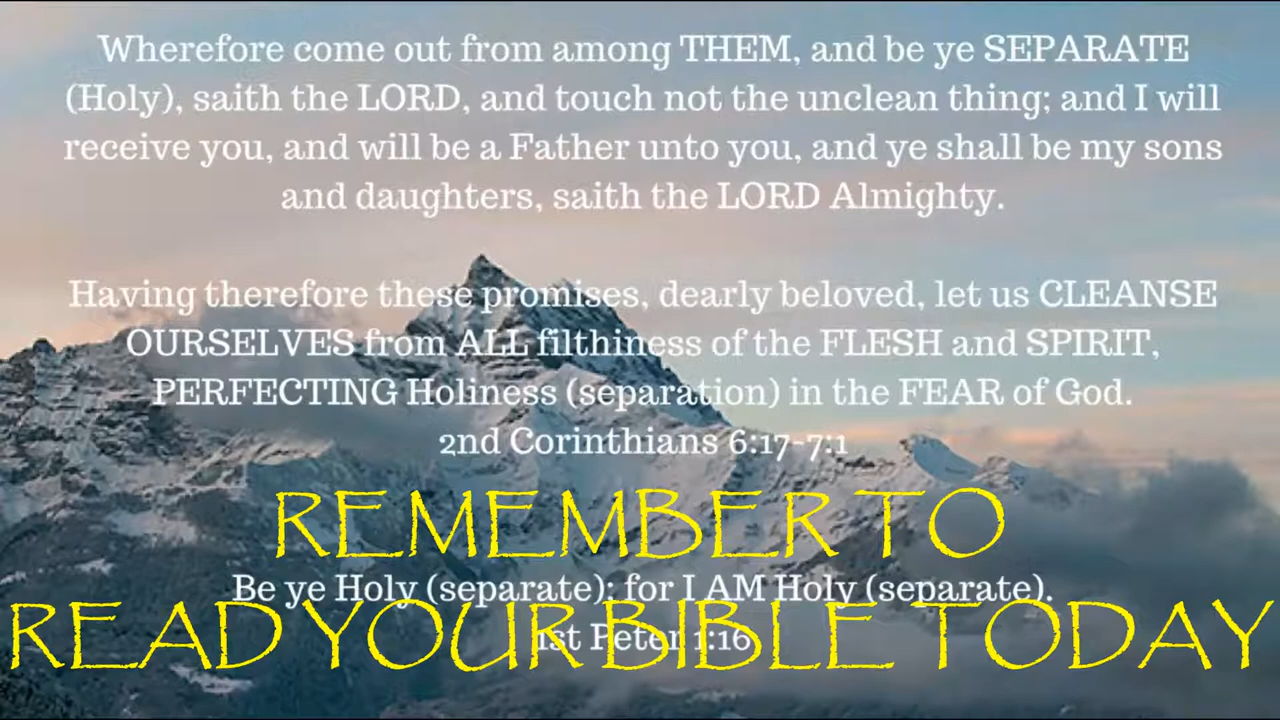 Wherefore come out from among THEM, and be ye SEPARATE
(Holy), saith the LORD, and touch not the unclean thing; and I will
receive you, and will be a Father unto you, and ye shall be my sons
and daughters, saith the LORD Almighty.
Having therefore these promises, dearly beloved, let us CLEANSE
OURSELVES from ALL filthiness of the FLESH and SPIRIT,
PERFECTING Holiness (separation) in the FEAR of God.
2nd Corinthians 6:17-7:1
REMEMBER TO
Be ye Holy (separate); for I AM Holy (separate).
READ YOUR BIBLE TODAY
1st Peter 1:16